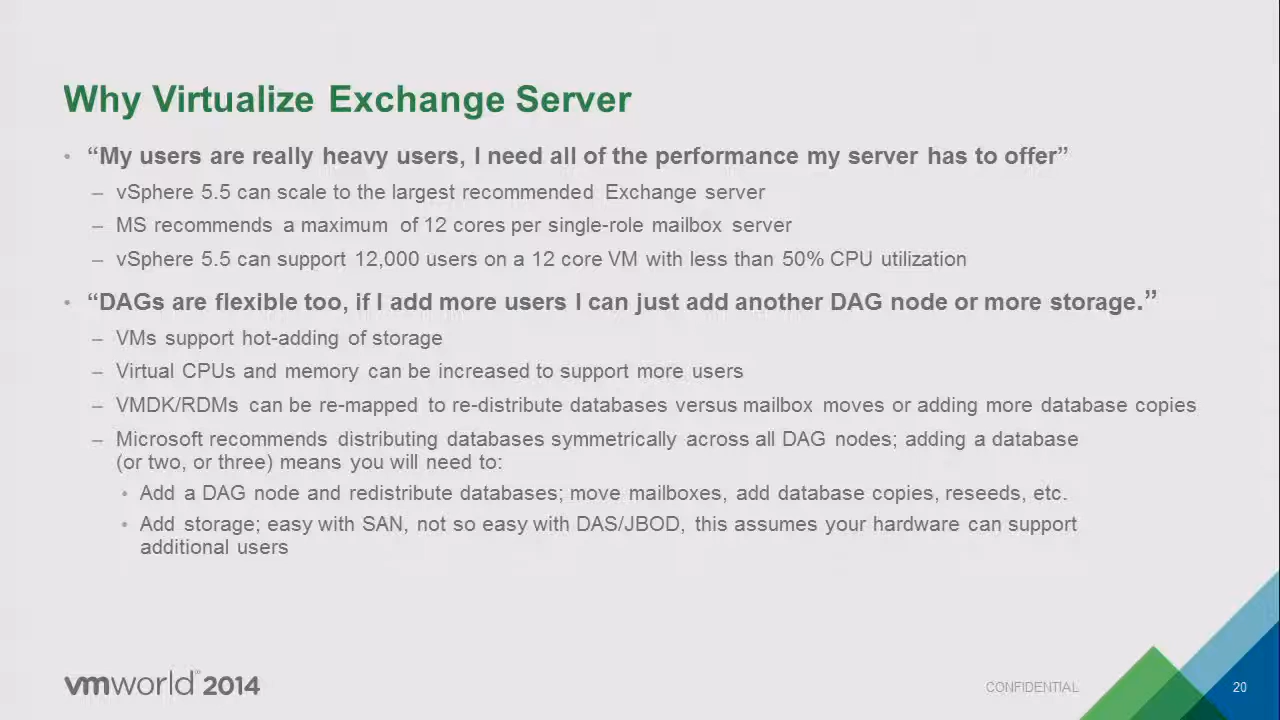 Why Virtualize Exchange Server
• “My users are really heavy users, I need all of the performance my server has to offer”
– vSphere 5.5 can scale to the largest recommended Exchange server
– MS recommends a maximum of 12 cores per single-role mailbox server
– vSphere 5.5 can support 12,000 users on a 12 core VM with less than 50% CPU utilization
• “DAGs are flexible too, if I add more users I can just add another DAG node or more storage.”
– VMs support hot-adding of storage
– Virtual CPUs and memory can be increased to support more users
– VMDK/RDMs can be re-mapped to re-distribute databases versus mailbox moves or adding more database copies
– Microsoft recommends distributing databases symmetrically across all DAG nodes; adding a database
(or two, or three) means you will need to:
• Add a DAG node and redistribute databases; move mailboxes, add database copies, reseeds, etc.
• Add storage; easy with SAN, not so easy with DAS/JBOD, this assumes your hardware can support
additional users
vmworld™ 2014
CONFIDENTIAL
20